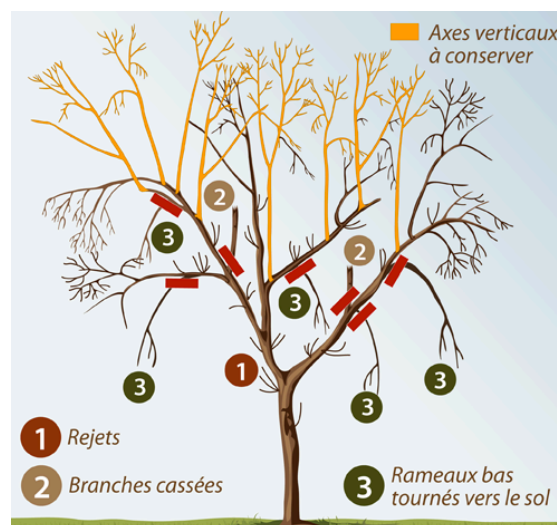 Axes verticaux
à conserver
2
3
2
3
1
3
3
3
1 Rejets
2 Branches cassées
3 Rameaux bas
tournés vers le sol